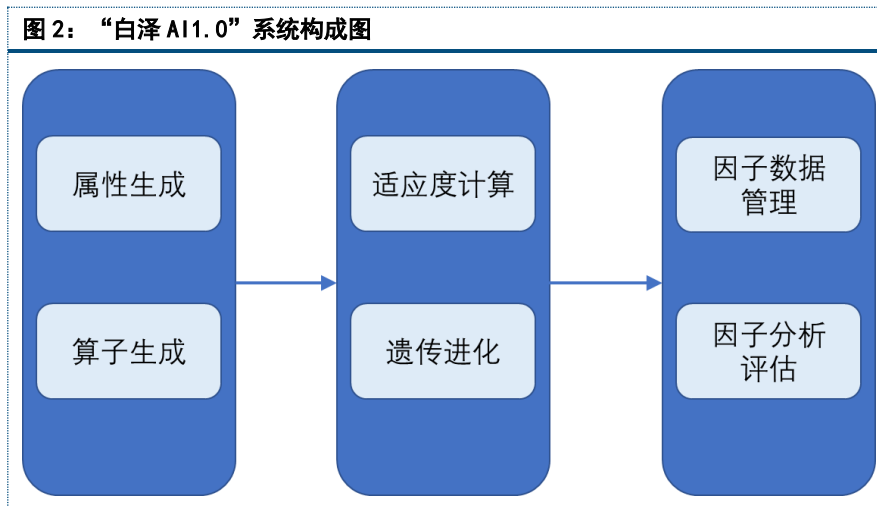 图 2：“白泽 AI1.0”系统构成图
属性生成
算子生成
适应度计算
遗传进化
因子数据
管理
因子分析
评估